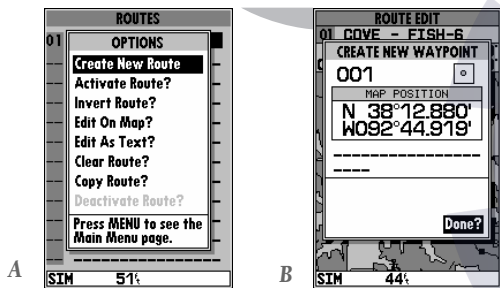 ROUTES
01
OPTIONS
Create New Route
Activate Route?
Invert Route?
Edit On Map?
Edit As Text?
Clear Route?
Copy Route?
Deactivate Route?
Press MENU to see the
Main Menu page.
SIM 51
A
ROUTE EDIT
01 COVE - FISH-6
CREATE NEW WAYPOINT
001
MAP POSITION
N 38°12.880'
W092°44.919'
Done?
SIM 44
B